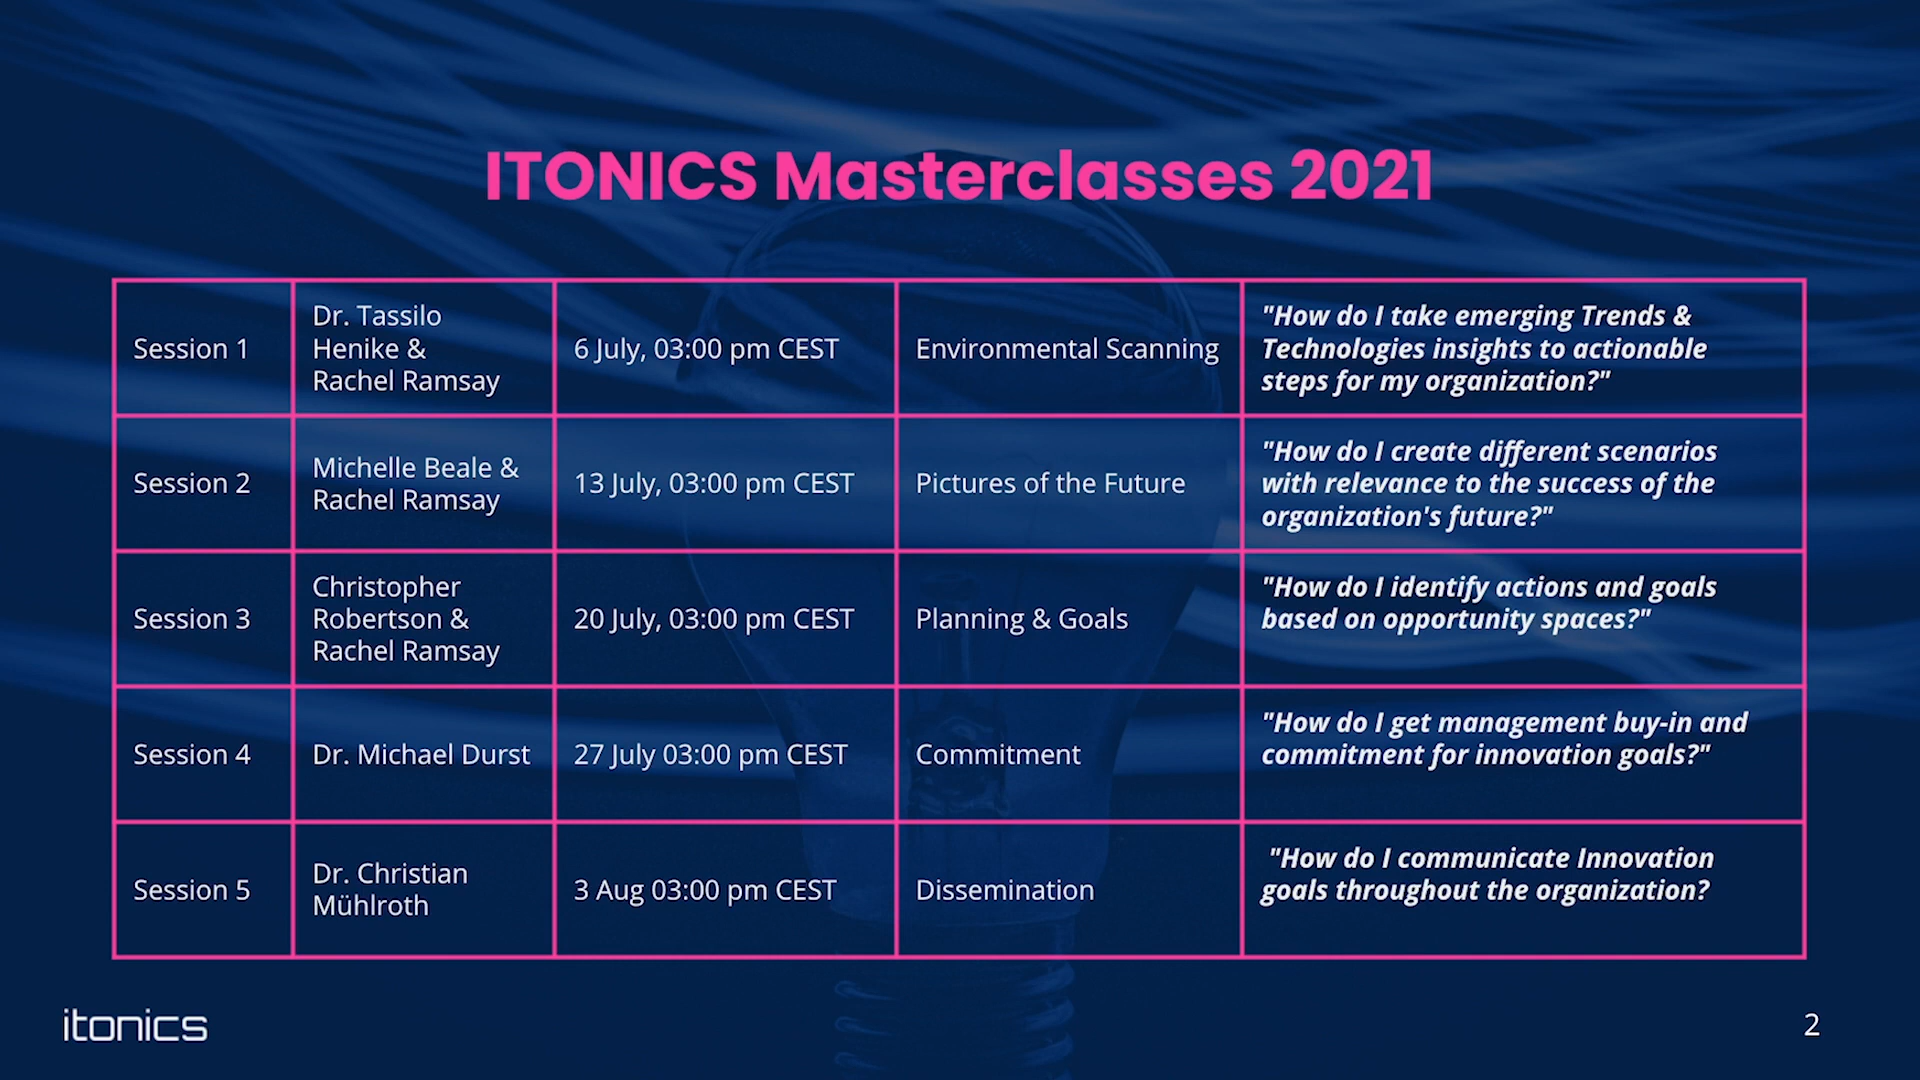 ITONICS Masterclasses 2021
Session 1
Dr. Tassilo
Henike &
Rachel Ramsay
6 July, 03:00 pm CEST
Environmental Scanning
"How do I take emerging Trends &
Technologies insights to actionable
steps for my organization?"
Session 2
Michelle Beale &
Rachel Ramsay
13 July, 03:00 pm CEST
Pictures of the Future
"How do I create different scenarios
with relevance to the success of the
organization's future?"
Session 3
Christopher
Robertson &
Rachel Ramsay
20 July, 03:00 pm CEST
Planning & Goals
"How do I identify actions and goals
based on opportunity spaces?"
Session 4
Dr. Michael Durst
27 July 03:00 pm CEST
Commitment
"How do I get management buy-in and
commitment for innovation goals?"
Session 5
Dr. Christian
Mühlroth
3 Aug 03:00 pm CEST
Dissemination
"How do I communicate Innovation
goals throughout the organization?
itonics
2